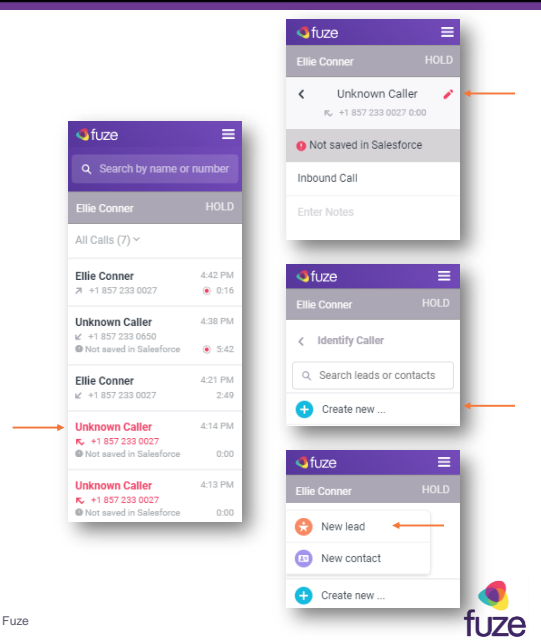 fuze
Search by name or number
Ellie Conner HOLD
All Calls (7)
Ellie Conner 4:42 PM
+1 857 233 0027 0:16
Unknown Caller 4:38 PM
+1 857 233 0650
Not saved in Salesforce 5:42
Ellie Conner 4:21 PM
+1 857 233 0027 2:49
Unknown Caller 4:14 PM
+1 857 233 0027
Not saved in Salesforce 0:00
Unknown Caller 4:13 PM
+1 857 233 0027
Not saved in Salesforce 0:00
fuze
Ellie Conner HOLD
Unknown Caller
+1 857 233 0027 0:00
Not saved in Salesforce
Inbound Call
Enter Notes
fuze
Ellie Conner HOLD
Identify Caller
Search leads or contacts
Create new ...
fuze
Ellie Conner HOLD
New lead
New contact
Create new ...
Fuze
fuze